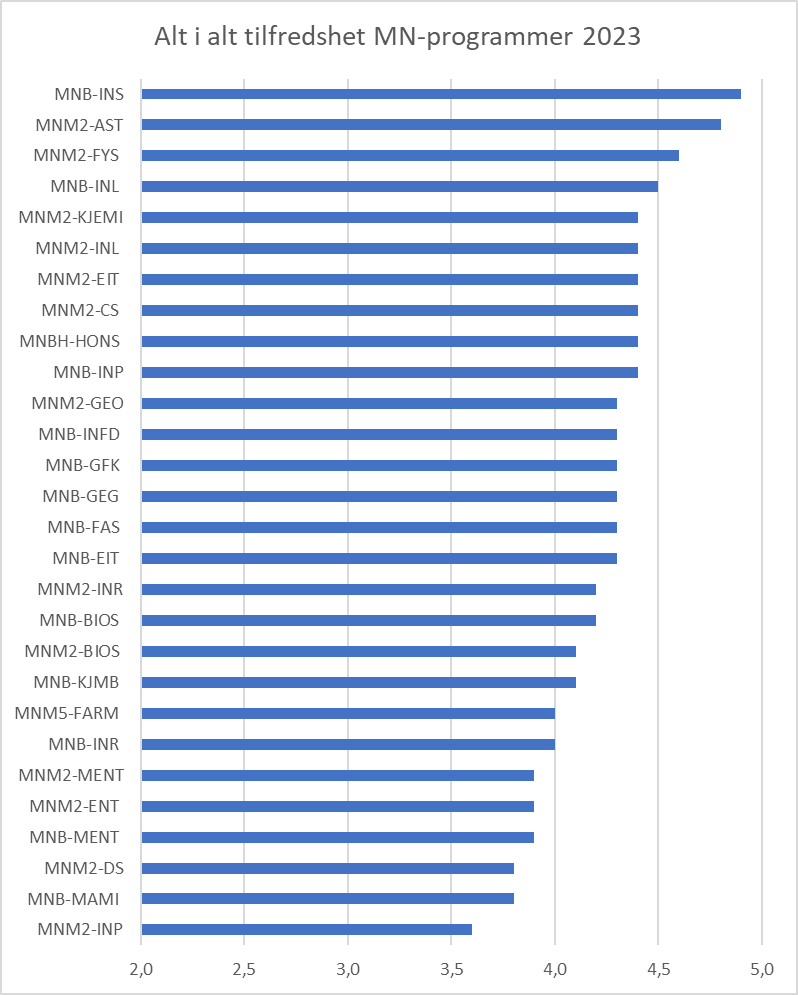 Alt i alt tilfredshet MN-programmer 2023
MNB-INS
MNM2-AST
MNM2-FYS
MNB-INL
MNM2-KJEMI
MNM2-INL
MNM2-EIT
MNM2-CS
MNBH-HONS
MNB-INP
MNM2-GEO
MNB-INFD
MNB-GFK
MNB-GEG
MNB-FAS
MNB-EIT
MNM2-INR
MNB-BIOS
MNM2-BIOS
MNB-KJMB
MNM5-FARM
MNB-INR
MNM2-MENT
MNM2-ENT
MNB-MENT
MNM2-DS
MNB-MAMI
MNM2-INP
2,0 2,5 3,0 3,5 4,0 4,5 5,0